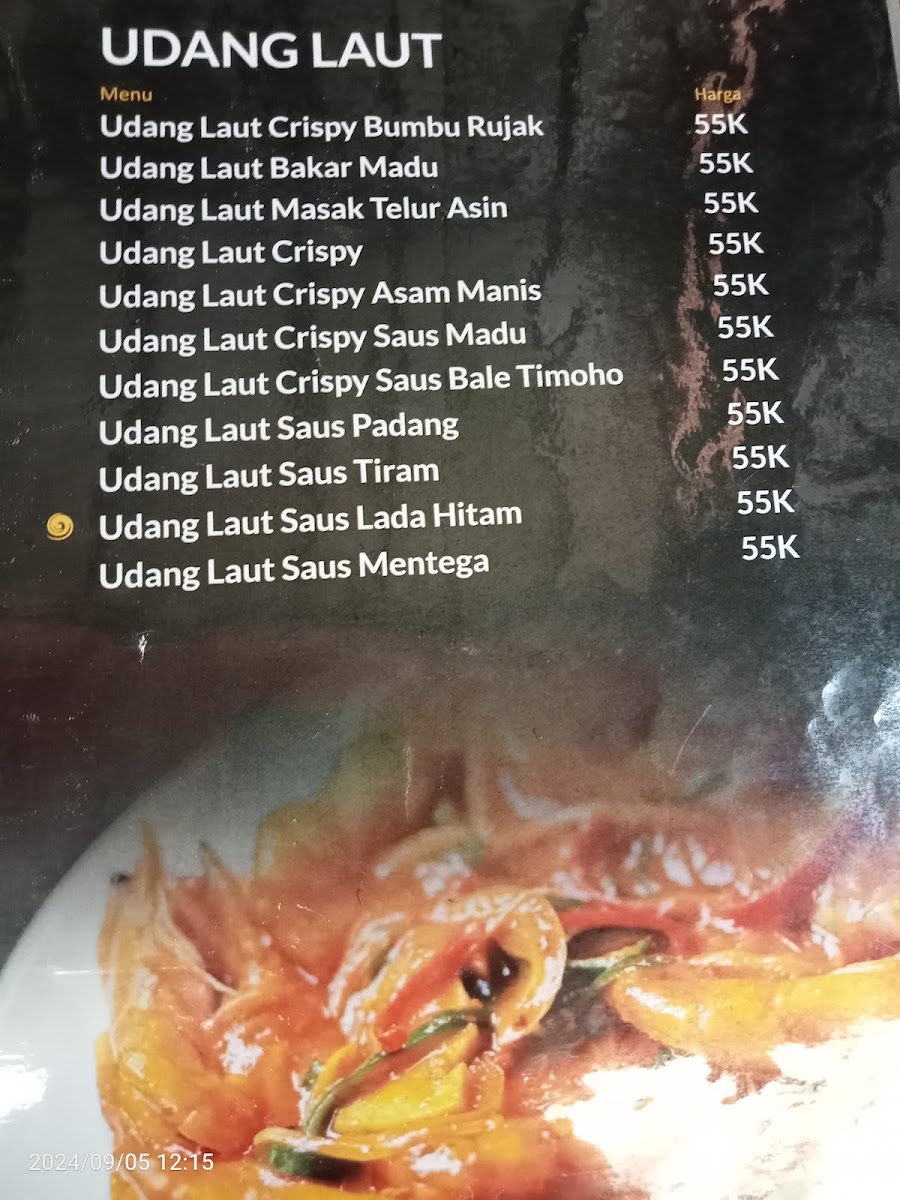 UDANG LAUT
Menu Harga
Udang Laut Crispy Bumbu Rujak 55K
Udang Laut Bakar Madu 55K
Udang Laut Masak Telur Asin 55K
Udang Laut Crispy 55K
Udang Laut Crispy Asam Manis 55K
Udang Laut Crispy Saus Madu 55K
Udang Laut Crispy Saus Bale Timoho 55K
Udang Laut Saus Padang 55K
Udang Laut Saus Tiram 55K
Udang Laut Saus Lada Hitam 55K
Udang Laut Saus Mentega 55K
2024/09/05 12:15